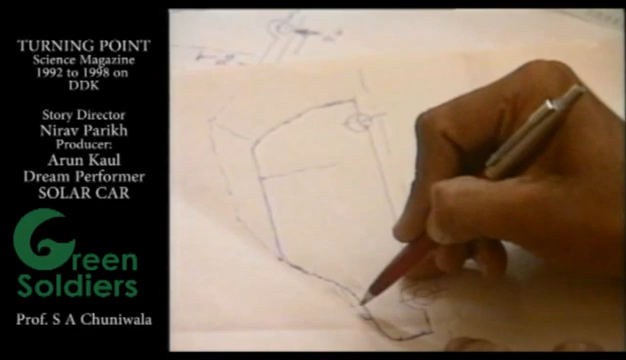 TURNING POINT
Science Magazine
1992 to 1998 on
DDK
Story Director
Nirav Parikh
Producer:
Arun Kaul
Dream Performer
SOLAR CAR
Green
Soldiers
Prof. S A Chuniwala